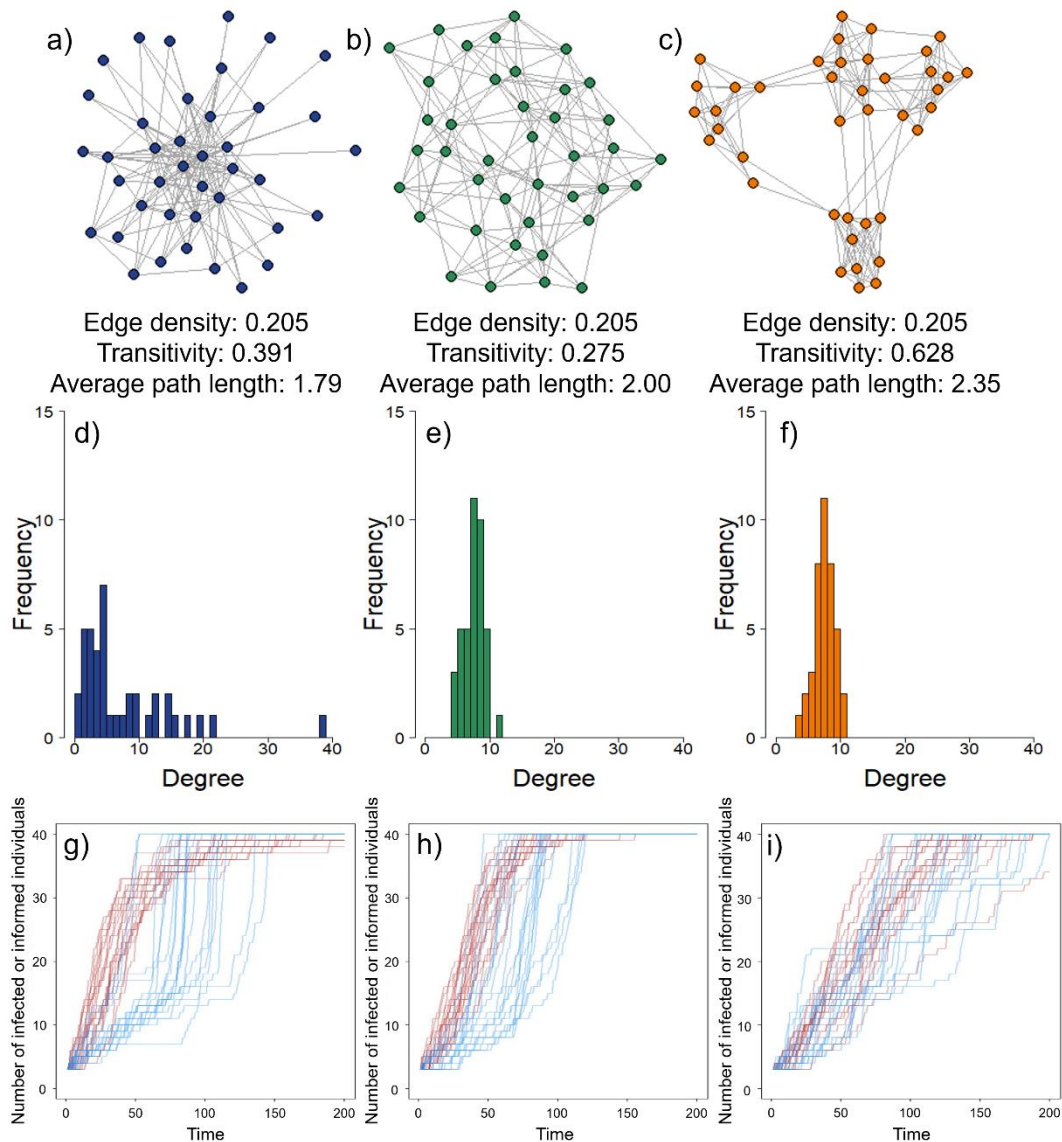 a)
b)
c)
Edge density: 0.205
Transitivity: 0.391
Average path length: 1.79
Edge density: 0.205
Transitivity: 0.275
Average path length: 2.00
Edge density: 0.205
Transitivity: 0.628
Average path length: 2.35
d)
15
10
5
0
Frequency
0 10 20 30 40
Degree
e)
15
10
5
0
Frequency
0 10 20 30 40
Degree
f)
15
10
5
0
Frequency
0 10 20 30 40
Degree
g)
Number of infected or informed individuals
40
30
20
10
0
0 50 100 150 200
Time
h)
Number of infected or informed individuals
40
30
20
10
0
0 50 100 150 200
Time
i)
Number of infected or informed individuals
40
30
20
10
0
0 50 100 150 200
Time